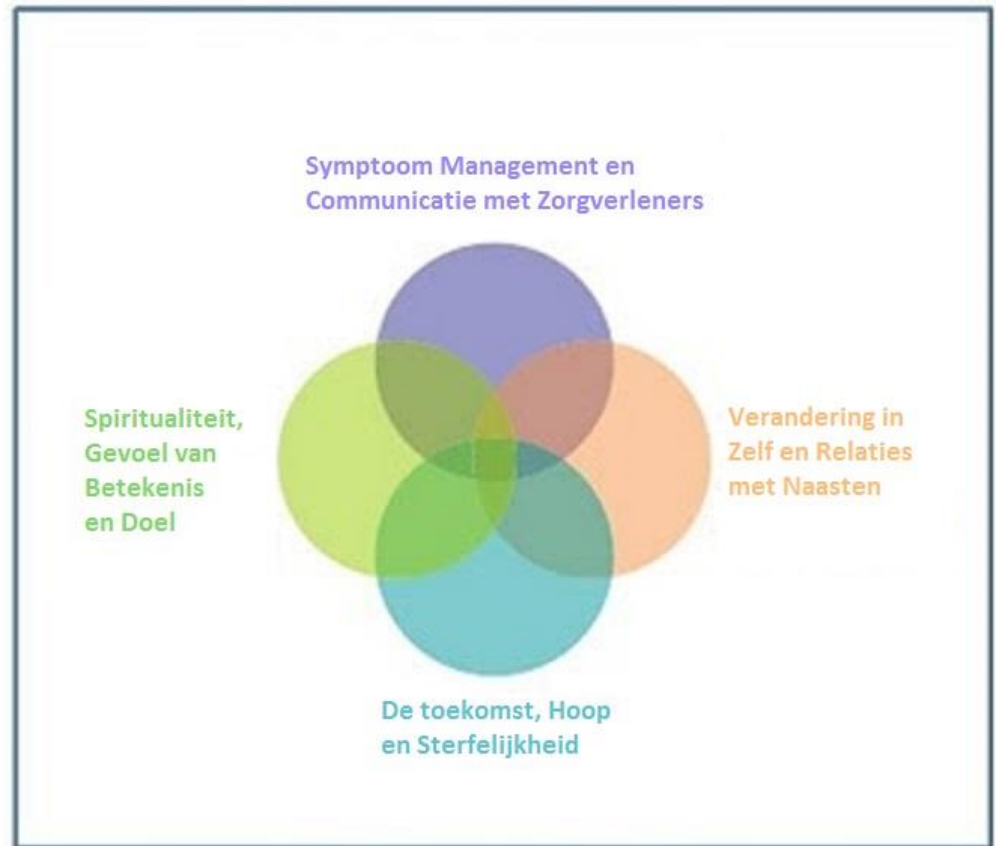 Symptoom Management en
Communicatie met Zorgverleners
Spiritualiteit,
Gevoel van
Betekenis
en Doel
Verandering in
Zelf en Relaties
met Naasten
De toekomst, Hoop
en Sterfelijkheid